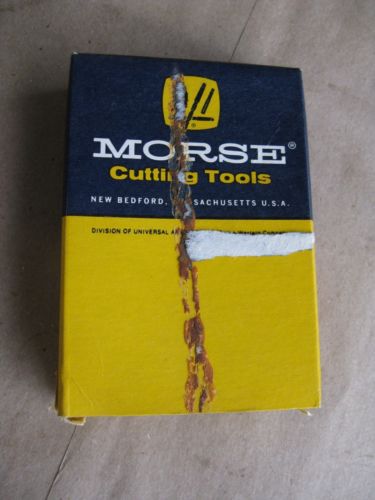 MORSE®
Cutting Tools
NEW BEDFORD, SACHUSETTS U.S.A.
DIVISION OF UNIVERSAL